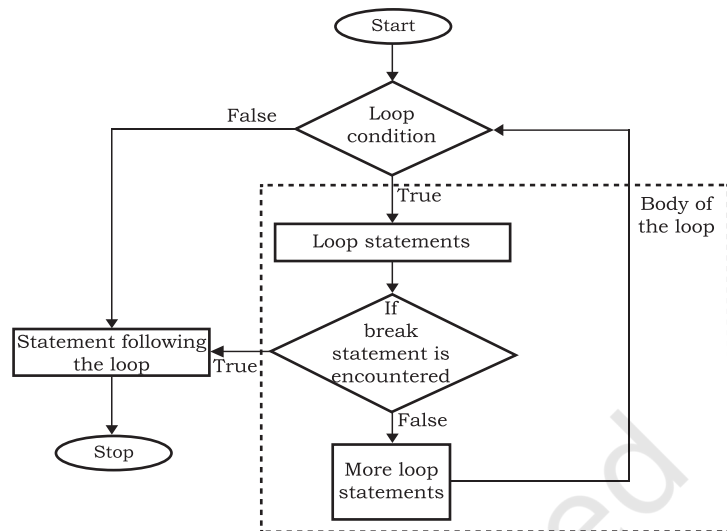 Start
Loop
condition
False
True
Body of
the loop
Loop statements
If
break
statement is
encountered
True
Statement following
the loop
False
Stop
More loop
statements